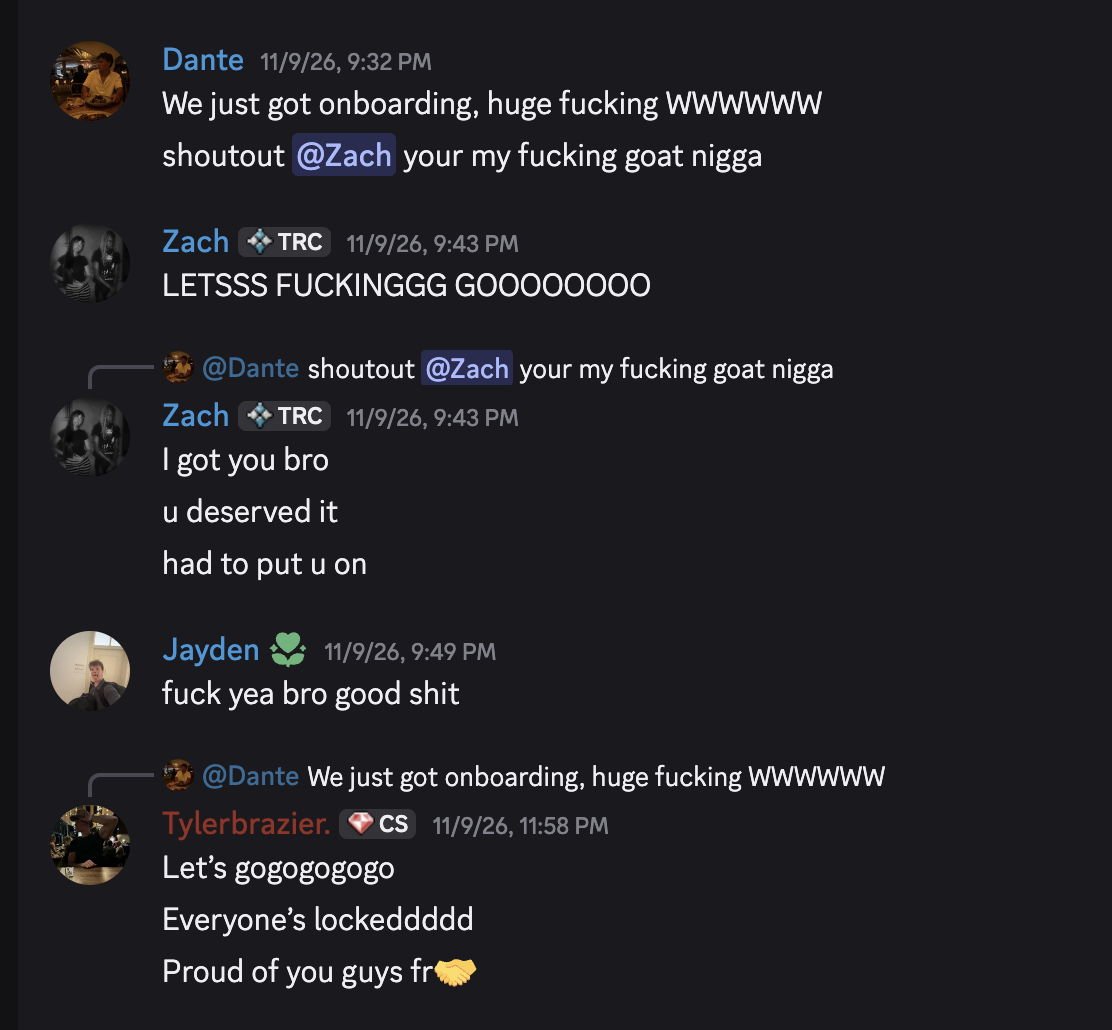 Dante 11/9/26, 9:32 PM
We just got onboarding, huge fucking WWWWWW
shoutout @Zach your my fucking goat nigga
Zach TRC 11/9/26, 9:43 PM
LETSSS FUCKINGGG GOOOOOOOO
@Dante shoutout @Zach your my fucking goat nigga
Zach TRC 11/9/26, 9:43 PM
I got you bro
u deserved it
had to put u on
Jayden 11/9/26, 9:49 PM
fuck yea bro good shit
@Dante We just got onboarding, huge fucking WWWWWW
Tylerbrazier. CS 11/9/26, 11:58 PM
Let's gogogogogo
Everyone's lockeddddd
Proud of you guys fr🤝